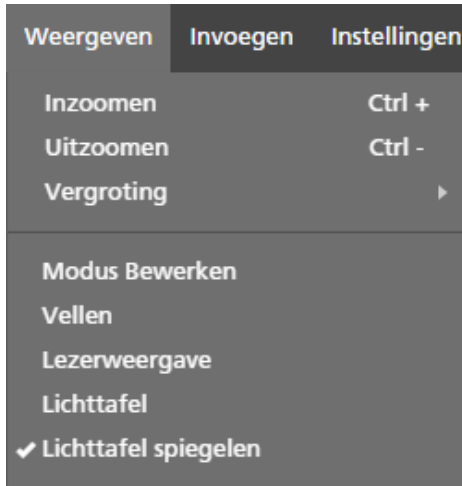 Weergeven Invoegen Instellingen
Inzoomen Ctrl +
Uitzoomen Ctrl -
Vergroting
Modus Bewerken
Vellen
Lezerweergave
Lichttafel
Lichttafel spiegelen